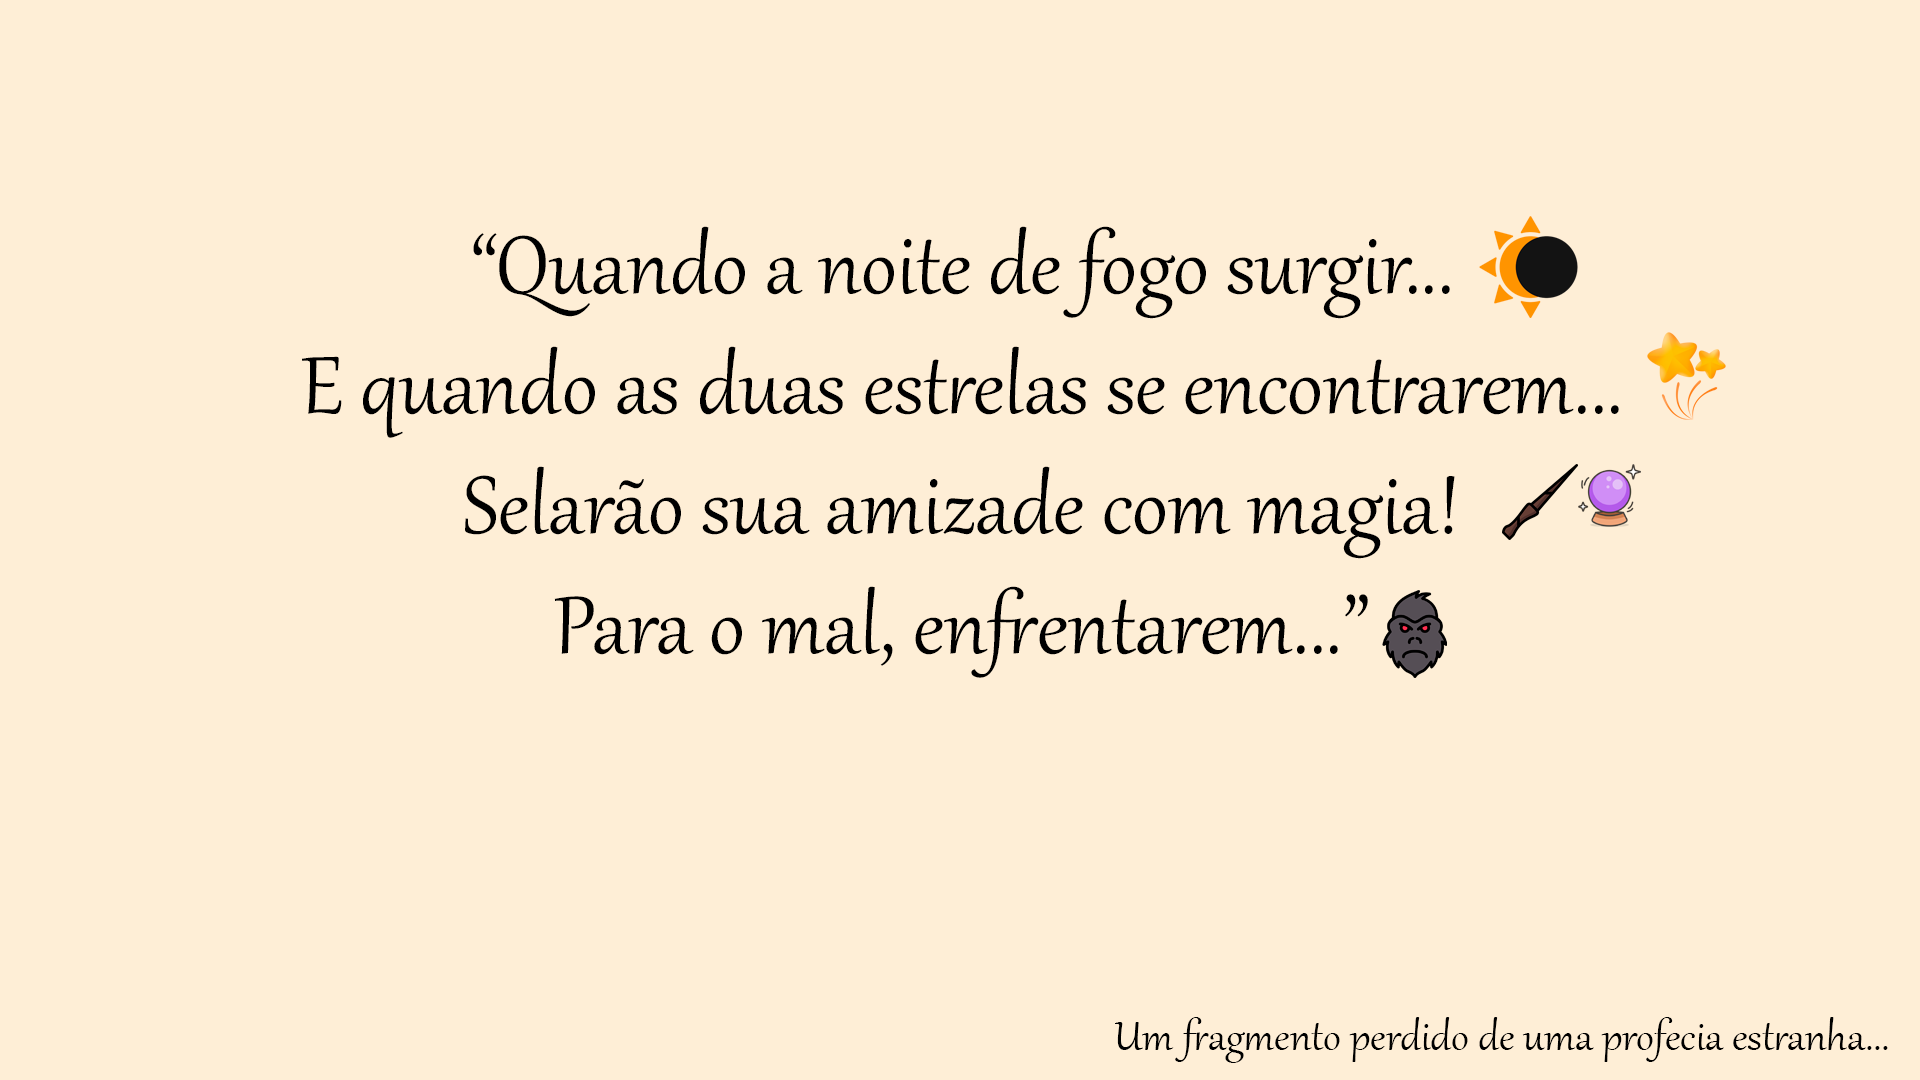 “Quando a noite de fogo surgir...
E quando as duas estrelas se encontrarem...
Selarão sua amizade com magia!
Para o mal, enfrentarem...”
Um fragmento perdido de uma profecia estranha...